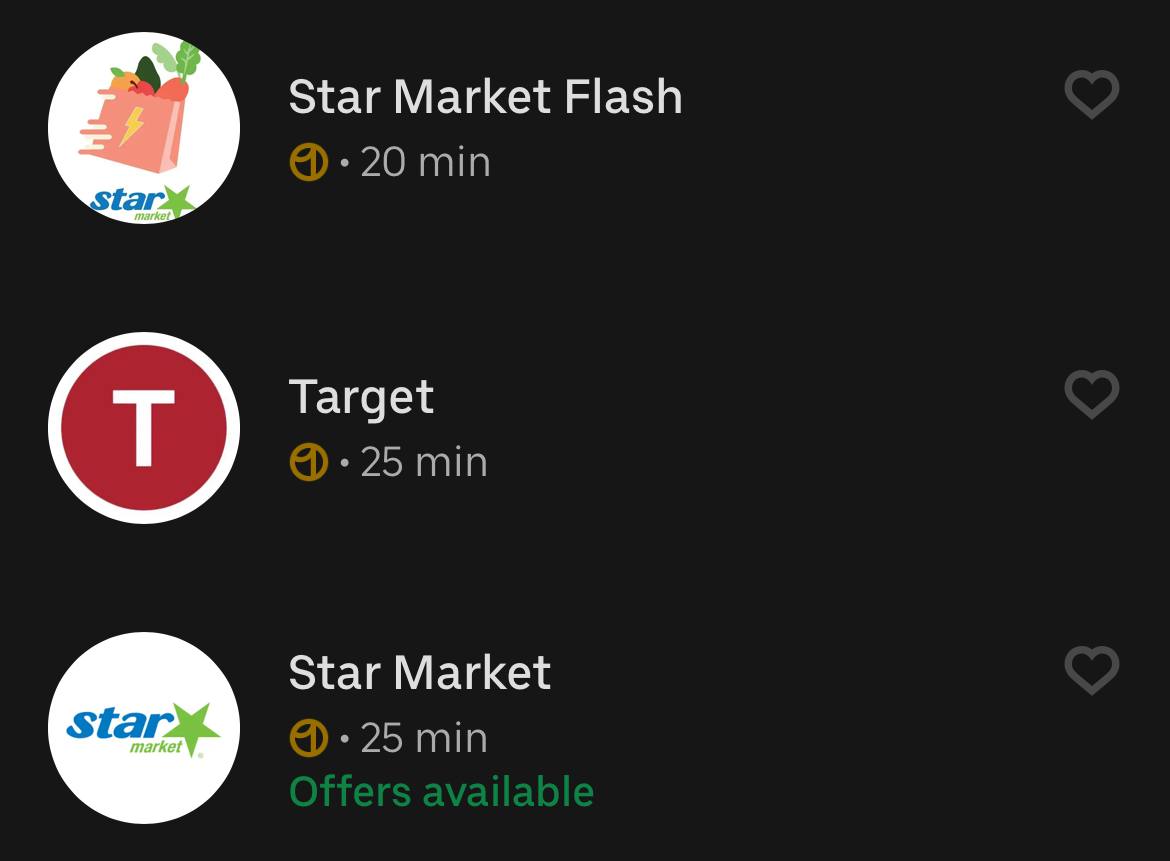 Star Market Flash
• 20 min
star
market
Target
T
• 25 min
Star Market
star
market
• 25 min
Offers available